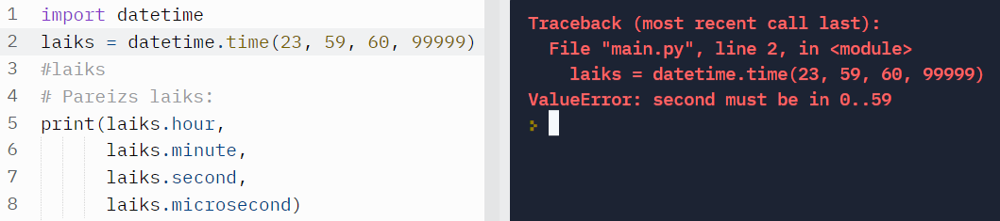 1 import datetime
2 laiks = datetime.time(23, 59, 60, 99999)
3 #laiks
4 # Pareizs laiks:
5 print(laiks.hour,
6 laiks.minute,
7 laiks.second,
8 laiks.microsecond)
Traceback (most recent call last):
File "main.py", line 2, in <module>
laiks = datetime.time(23, 59, 60, 99999)
ValueError: second must be in 0..59